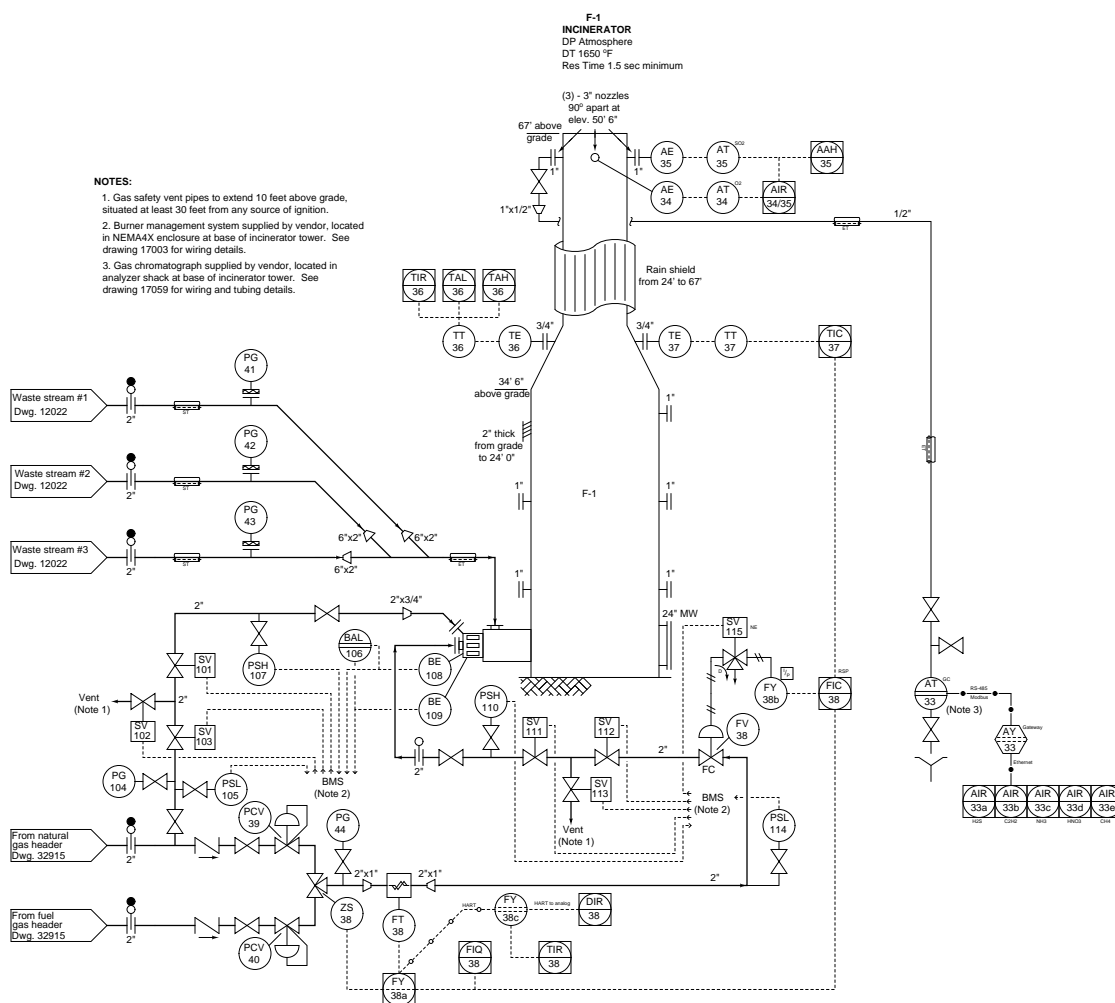 F-1
INCINERATOR
DP Atmosphere
DT 1650 °F
Res Time 1.5 sec minimum
(3) - 3" nozzles
90° apart at
elev. 50' 6"
67' above
grade
1"
1"
AE
35
AT
35
SO2
AAH
35
AE
34
AT
34
O2
AIR
34/35
1"x1/2"
1/2"
ET
NOTES:
1. Gas safety vent pipes to extend 10 feet above grade,
situated at least 30 feet from any source of ignition.
2. Burner management system supplied by vendor, located
in NEMA4X enclosure at base of incinerator tower. See
drawing 17003 for wiring details.
3. Gas chromatograph supplied by vendor, located in
analyzer shack at base of incinerator tower. See
drawing 17059 for wiring and tubing details.
Rain shield
from 24' to 67'
TIR
36
TAL
36
TAH
36
TT
36
TE
36
3/4"
3/4"
TE
37
TT
37
TIC
37
34' 6"
above grade
2" thick
from grade
to 24' 0"
F-1
1"
1"
1"
1"
1"
24" MW
ET
Waste stream #1
Dwg. 12022
2"
ST
PG
41
Waste stream #2
Dwg. 12022
2"
ST
PG
42
Waste stream #3
Dwg. 12022
2"
ST
PG
43
6"x2"
6"x2"
6"x2"
ET
2"
2"x3/4"
SV
101
PSH
107
BAL
106
BE
108
BE
109
Vent
(Note 1)
2"
SV
102
SV
103
PG
104
PSL
105
BMS
(Note 2)
2"
PSH
110
SV
111
SV
112
SV
113
2"
Vent
(Note 1)
FV
38
FC
SV
115
NE
D
I/P
FY
38b
FIC
38
RSP
BMS
(Note 2)
PSL
114
AT
33
GC
(Note 3)
RS-485
Modbus
AY
33
Gateway
Ethernet
AIR
33a
AIR
33b
AIR
33c
AIR
33d
AIR
33e
H2S
C2H2
NH3
HNO3
CH4
From natural
gas header
Dwg. 32915
2"
PCV
39
PG
44
2"x1"
2"x1"
2"
From fuel
gas header
Dwg. 32915
2"
PCV
40
ZS
38
FT
38
FY
38a
HART
FY
38c
HART to analog
DIR
38
FIQ
38
TIR
38